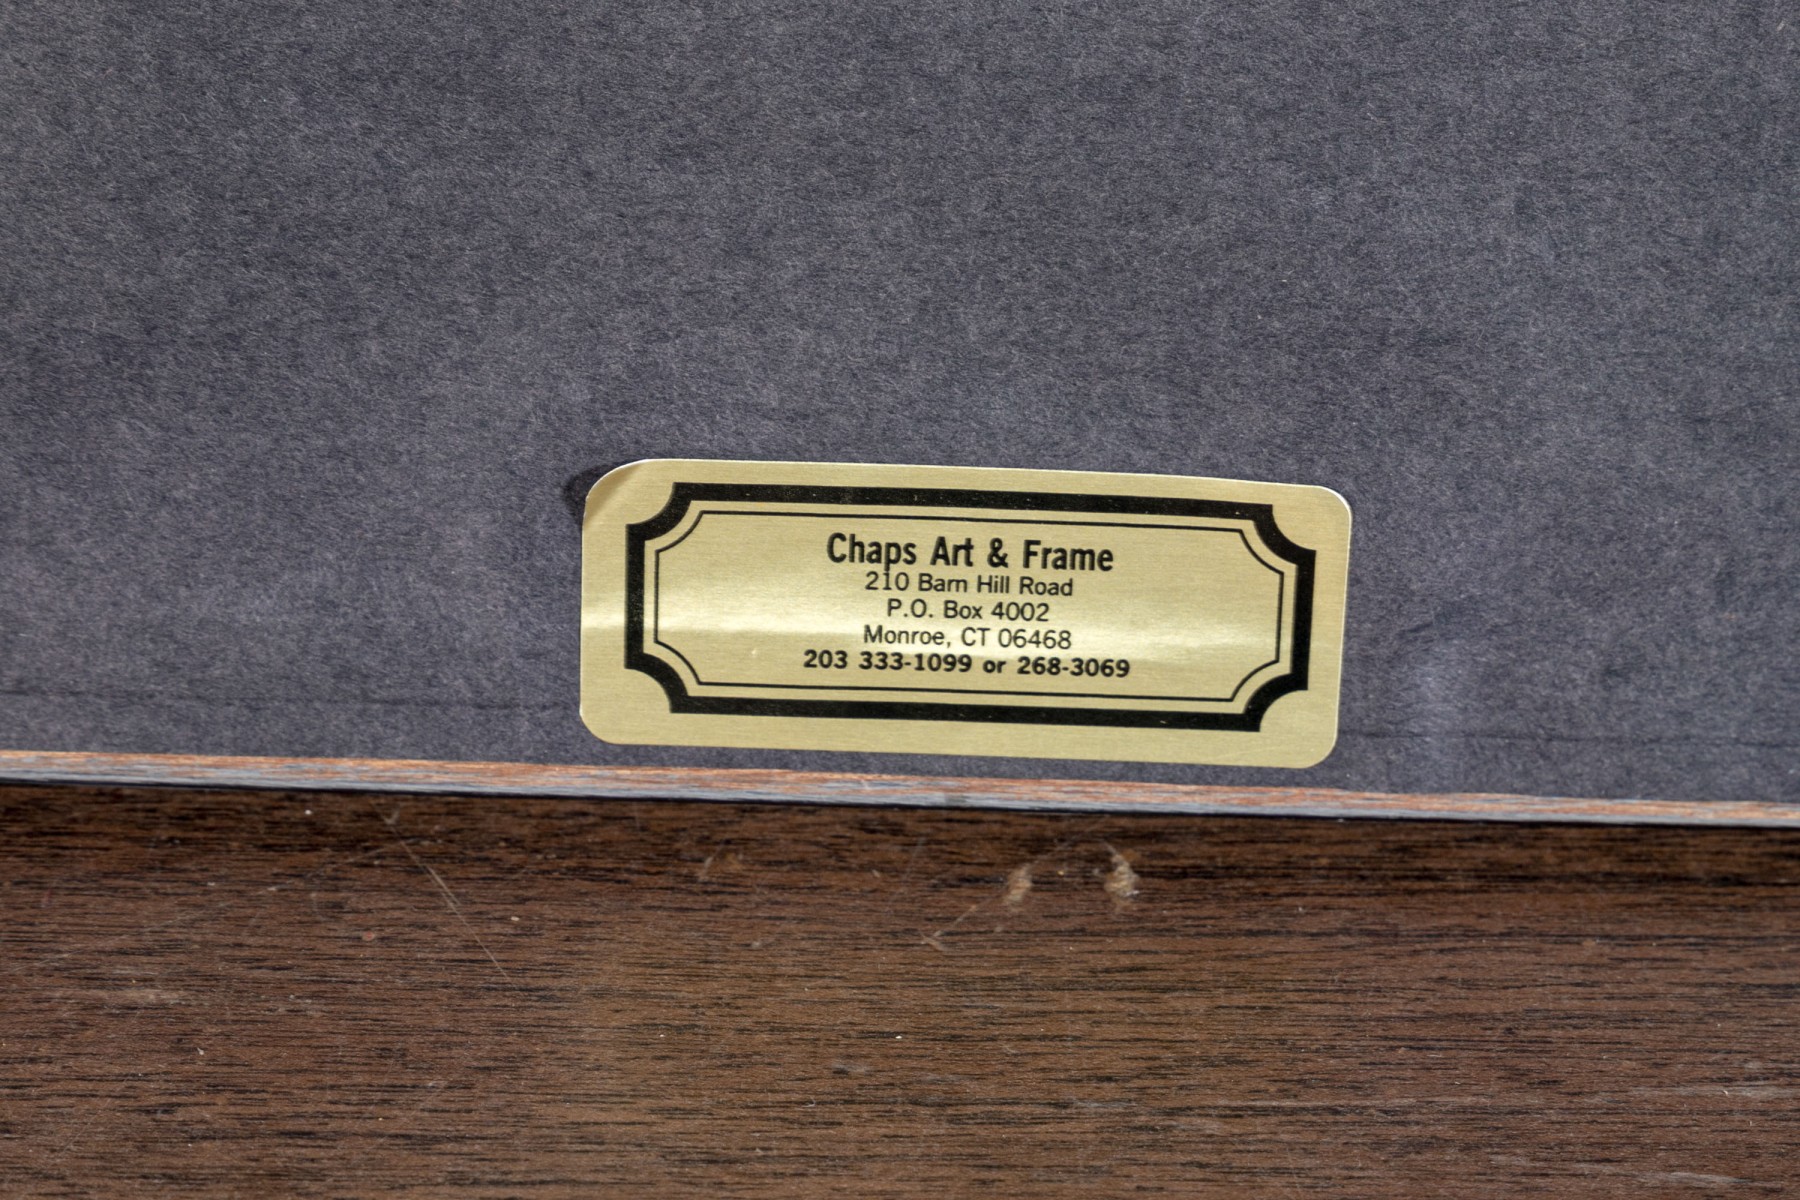 Chaps Art & Frame
210 Barn Hill Road
P.O. Box 4002
Monroe, CT 06468
203 333-1099 or 268-3069